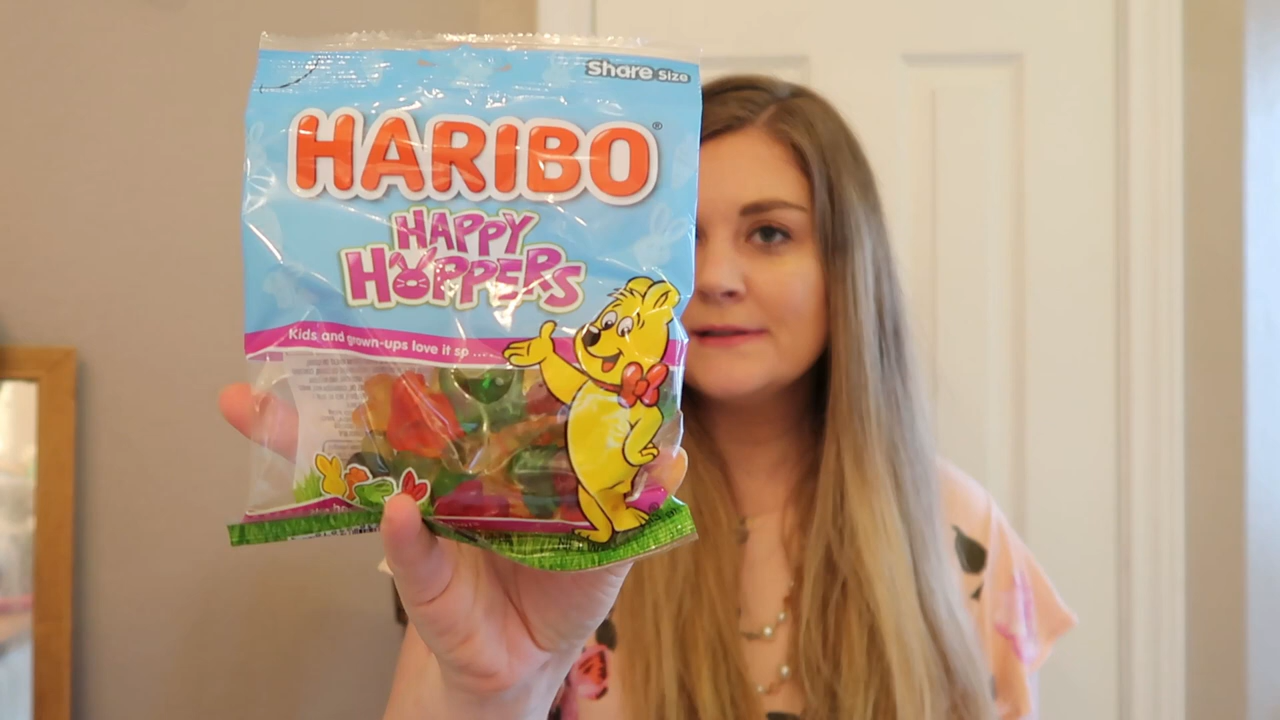 Share Size
HARIBO®
HAPPY
HOPPERS
Kids and grown-ups love it so ....